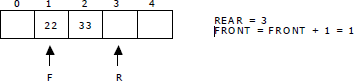 0 1 2 3 4
22 33
F R
REAR = 3
FRONT = FRONT + 1 = 1